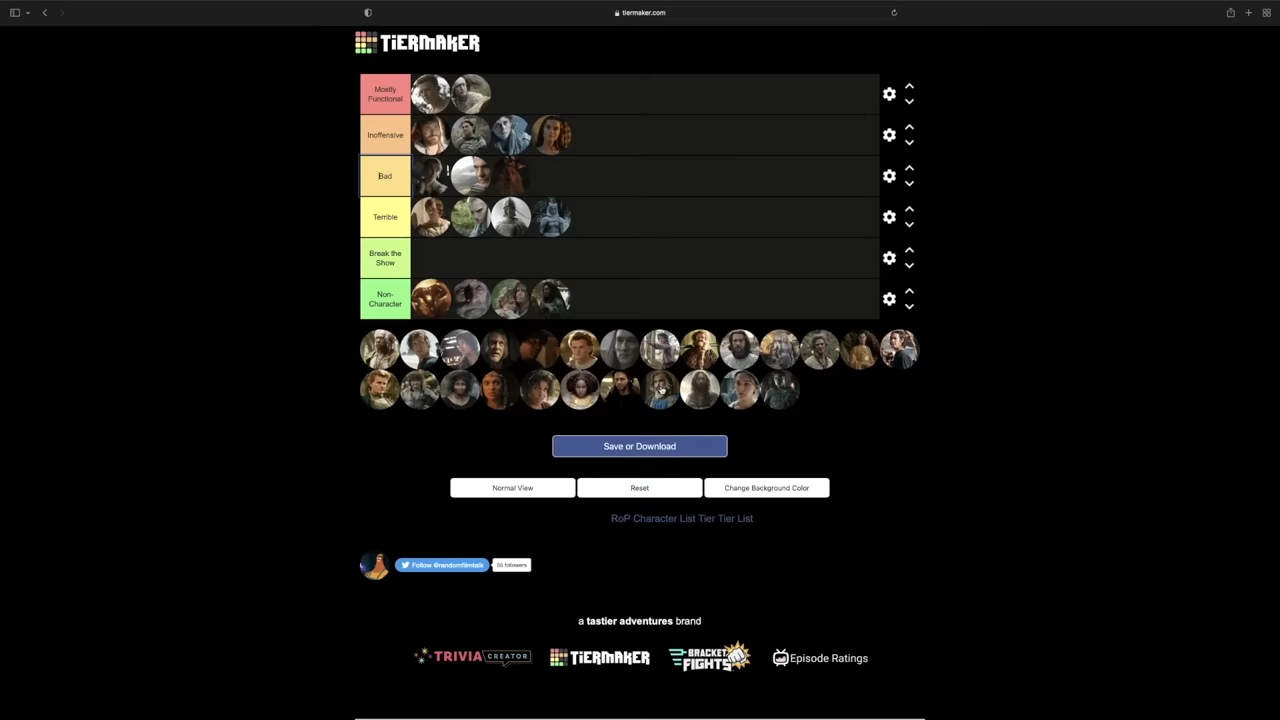 tiermaker.com
TiERMAKER
Mostly
Functional
Inoffensive
Bad
Terrible
Break the
Show
Non-
Character
Save or Download
Normal View
Reset
Change Background Color
RoP Character List Tier Tier List
Follow @randomfilmtalk
55 followers
a tastier adventures brand
TRIVIA CREATOR
TiERMAKER
BRACKET FIGHTS
Episode Ratings